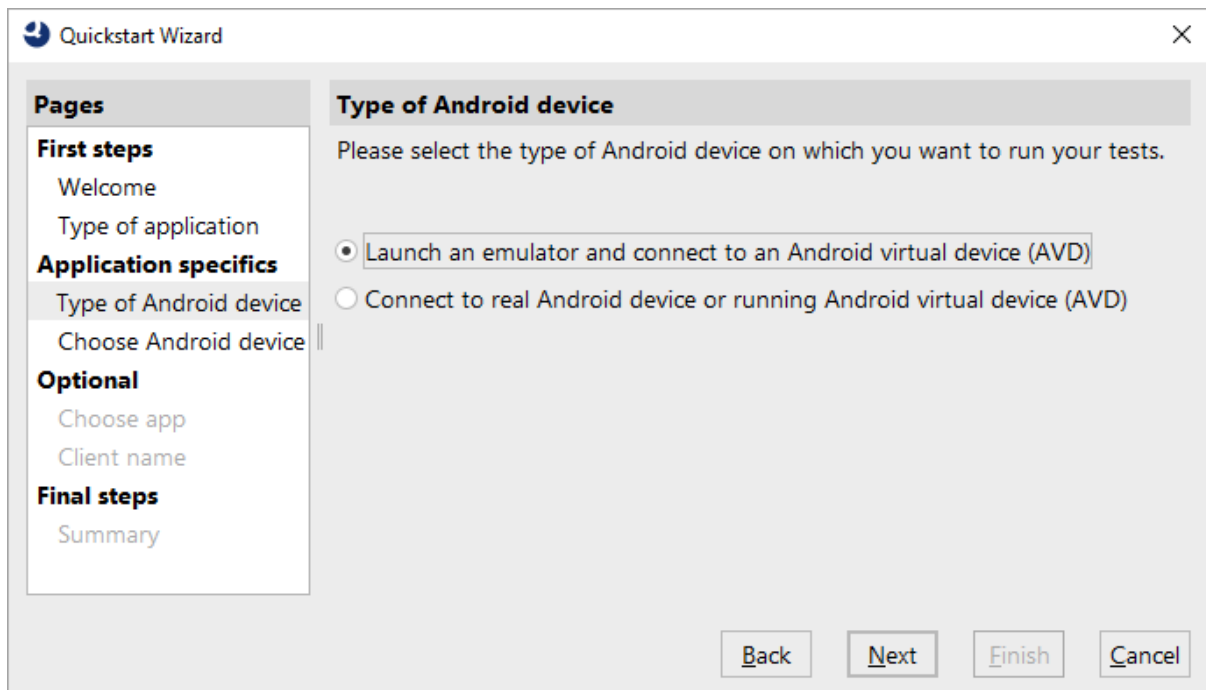 Quickstart Wizard
Pages
First steps
Welcome
Type of application
Application specifics
Type of Android device
Choose Android device
Optional
Choose app
Client name
Final steps
Summary
Type of Android device
Please select the type of Android device on which you want to run your tests.
Launch an emulator and connect to an Android virtual device (AVD)
Connect to real Android device or running Android virtual device (AVD)
Back Next Finish Cancel